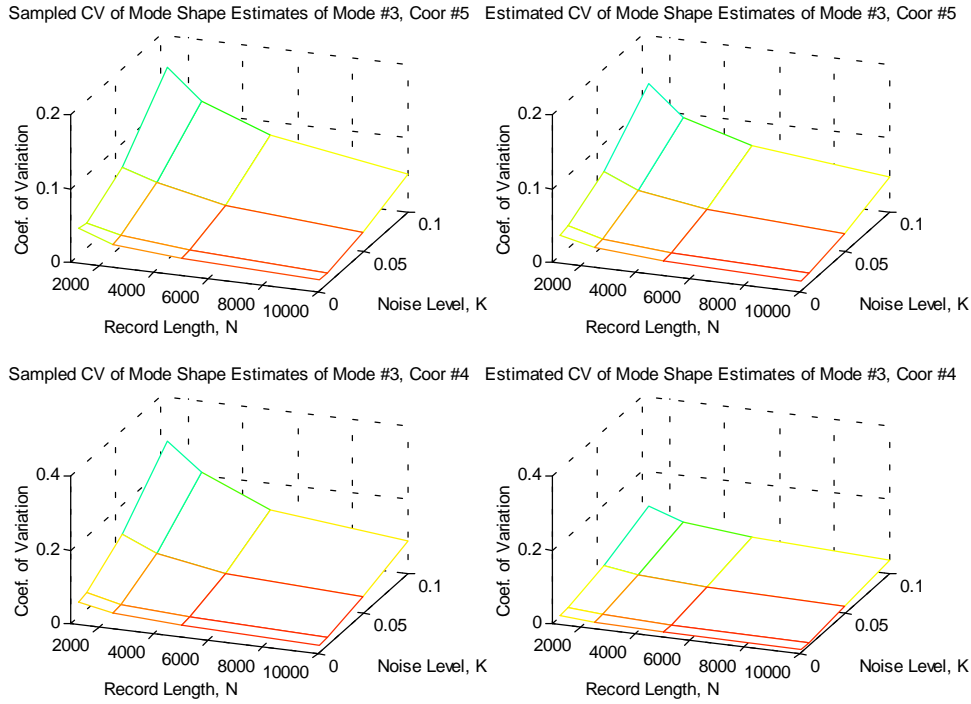 Sampled CV of Mode Shape Estimates of Mode #3, Coor #5
0.2
0.1
0
Coef. of Variation
2000
4000
6000
8000
10000
Record Length, N
0
0.05
0.1
Noise Level, K
Estimated CV of Mode Shape Estimates of Mode #3, Coor #5
0.2
0.1
0
Coef. of Variation
2000
4000
6000
8000
10000
Record Length, N
0
0.05
0.1
Noise Level, K
Sampled CV of Mode Shape Estimates of Mode #3, Coor #4
0.4
0.2
0
Coef. of Variation
2000
4000
6000
8000
10000
Record Length, N
0
0.05
0.1
Noise Level, K
Estimated CV of Mode Shape Estimates of Mode #3, Coor #4
0.4
0.2
0
Coef. of Variation
2000
4000
6000
8000
10000
Record Length, N
0
0.05
0.1
Noise Level, K